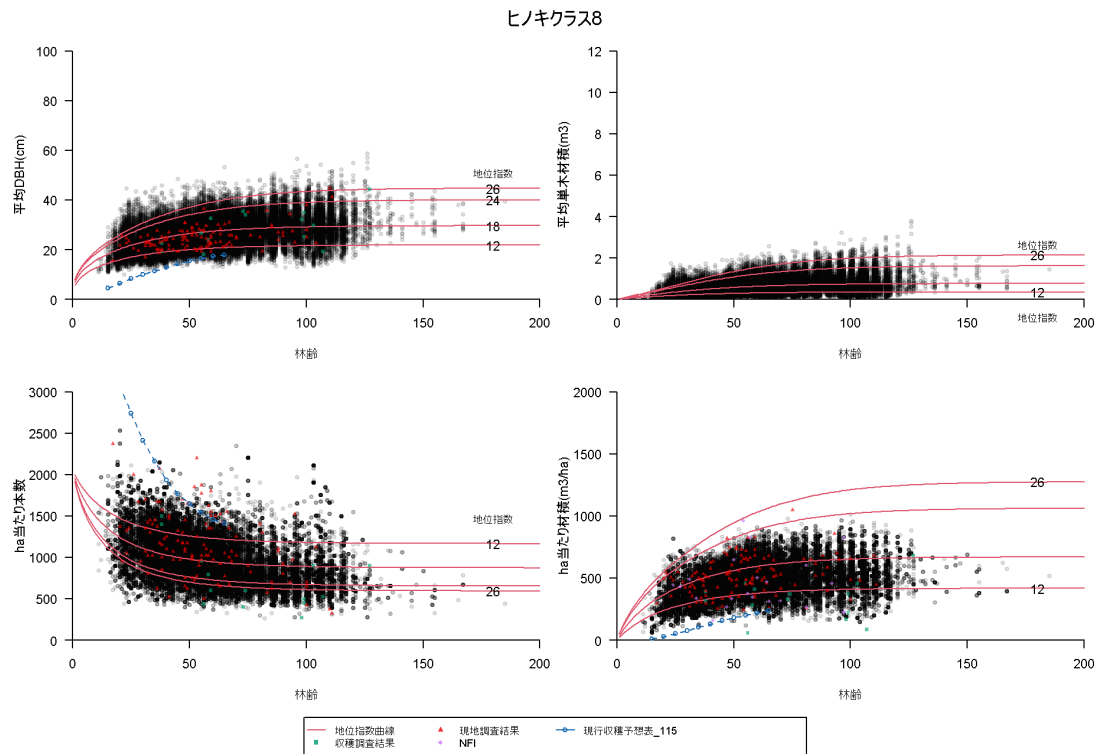 ヒノキクラス8
平均DBH(cm)
100
80
60
40
20
0
地位指数
26
24
18
12
0 50 100 150 200
林齢
平均単木材積(m3)
12
10
8
6
4
2
0
地位指数
26
12
地位指数
0 50 100 150 200
林齢
ha当たり本数
3000
2500
2000
1500
1000
500
0
地位指数
12
26
0 50 100 150 200
林齢
ha当たり材積(m3/ha)
2000
1500
1000
500
0
26
12
0 50 100 150 200
林齢
地位指数曲線 現地調査結果 現行収穫予想表_115
収穫調査結果 NFI